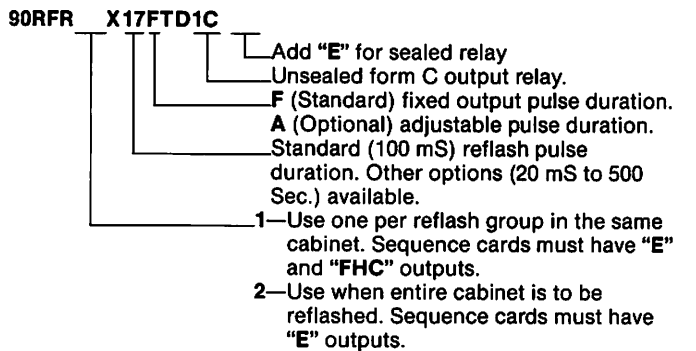 90RFR X17FTD1C
Add "E" for sealed relay
Unsealed form C output relay.
F (Standard) fixed output pulse duration.
A (Optional) adjustable pulse duration.
Standard (100 mS) reflash pulse
duration. Other options (20 mS to 500
Sec.) available.
1—Use one per reflash group in the same
cabinet. Sequence cards must have "E"
and "FHC" outputs.
2—Use when entire cabinet is to be
reflashed. Sequence cards must have
"E" outputs.